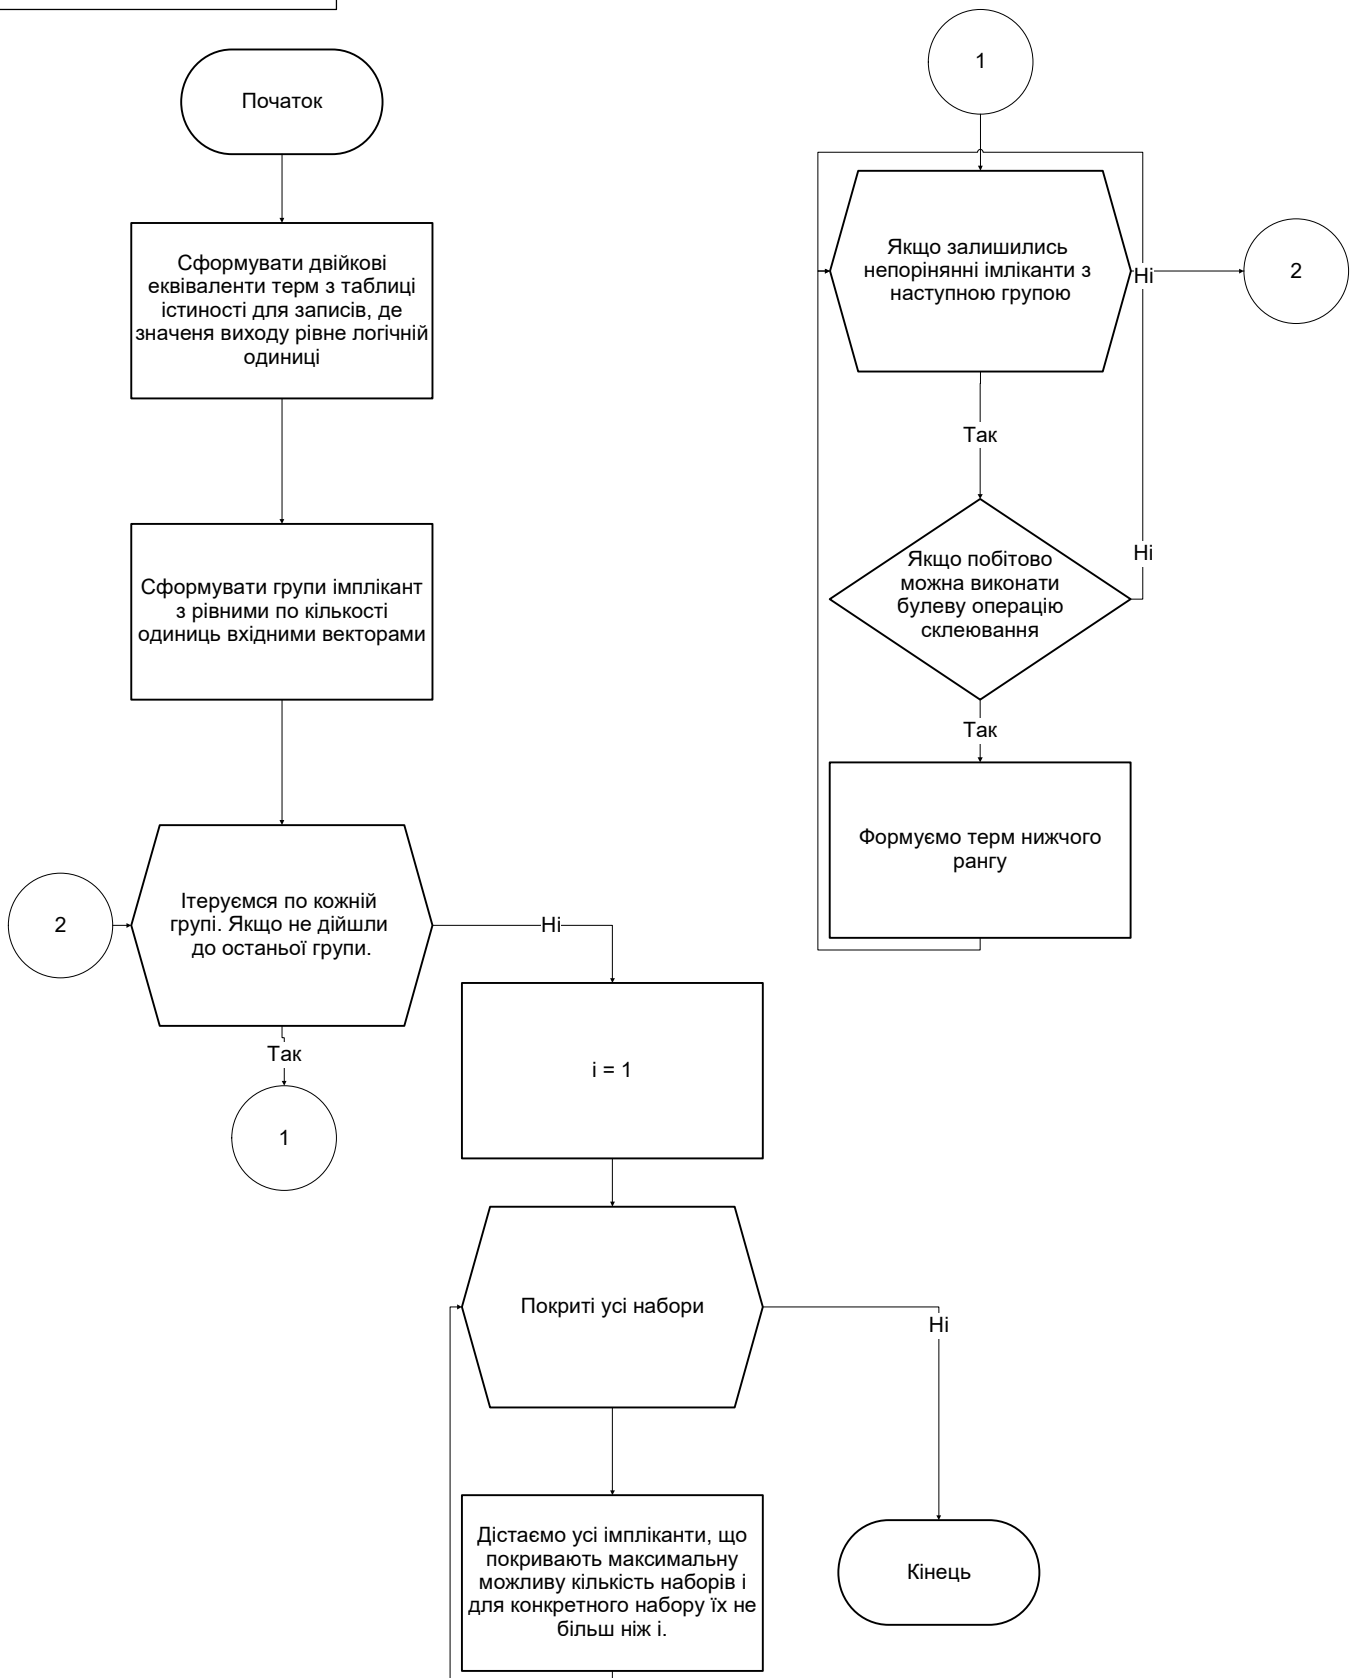 Початок
Сформувати двійкові
еквіваленти терм з таблиці
істиності для записів, де
значеня виходу рівне логічній
одиниці
Сформувати групи імплікант
з рівними по кількості
одиниць вхідними векторами
2
Ітеруємся по кожній
групі. Якщо не дійшли
до останьої групи.
Ні
Так
1
i = 1
Покриті усі набори
Ні
Дістаємо усі імпліканти, що
покривають максимальну
можливу кількість наборів і
для конкретного набору їх не
більш ніж і.
Кінець
1
Якщо залишились
непорінянні імліканти з
наступною групою
Ні
2
Так
Якщо побітово
можна виконати
булеву операцію
склеювання
Ні
Так
Формуємо терм нижчого
рангу